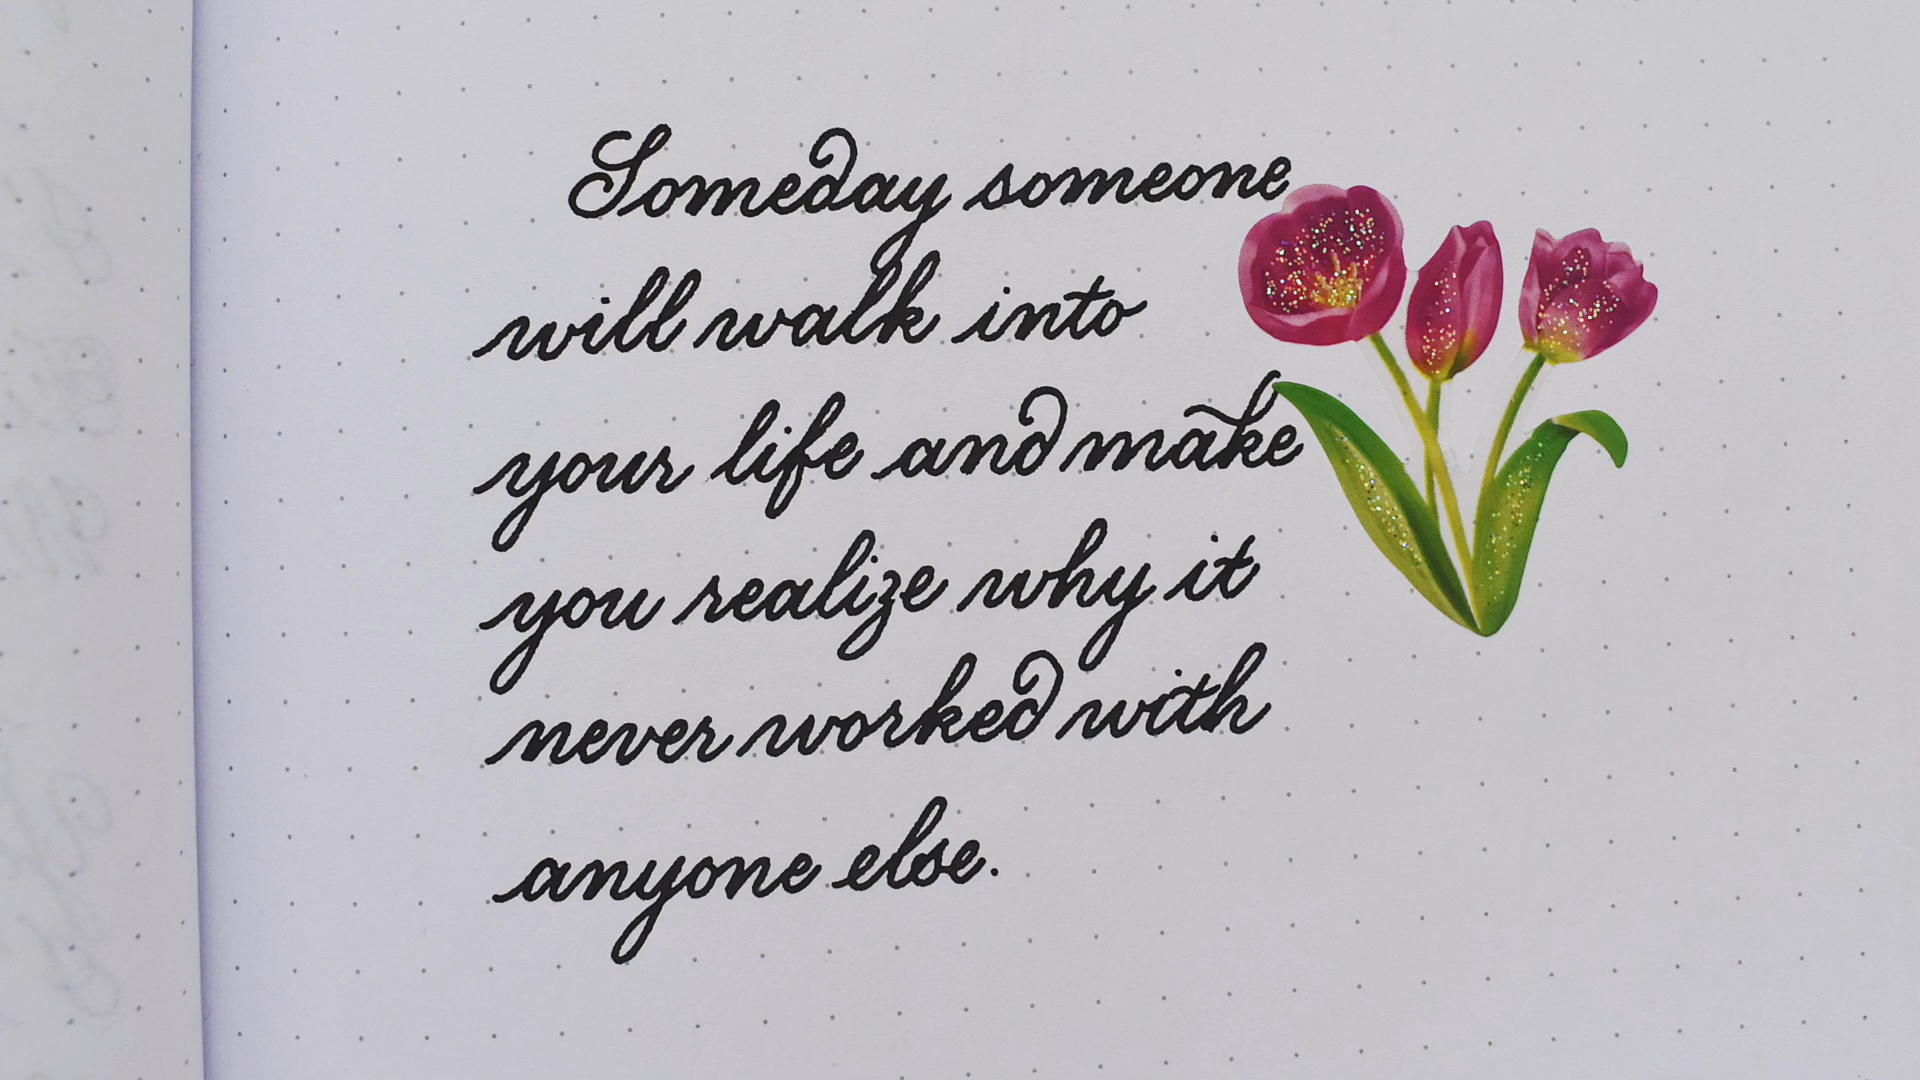 Someday someone
will walk into
your life and make
you realize why it
never worked with
anyone else.